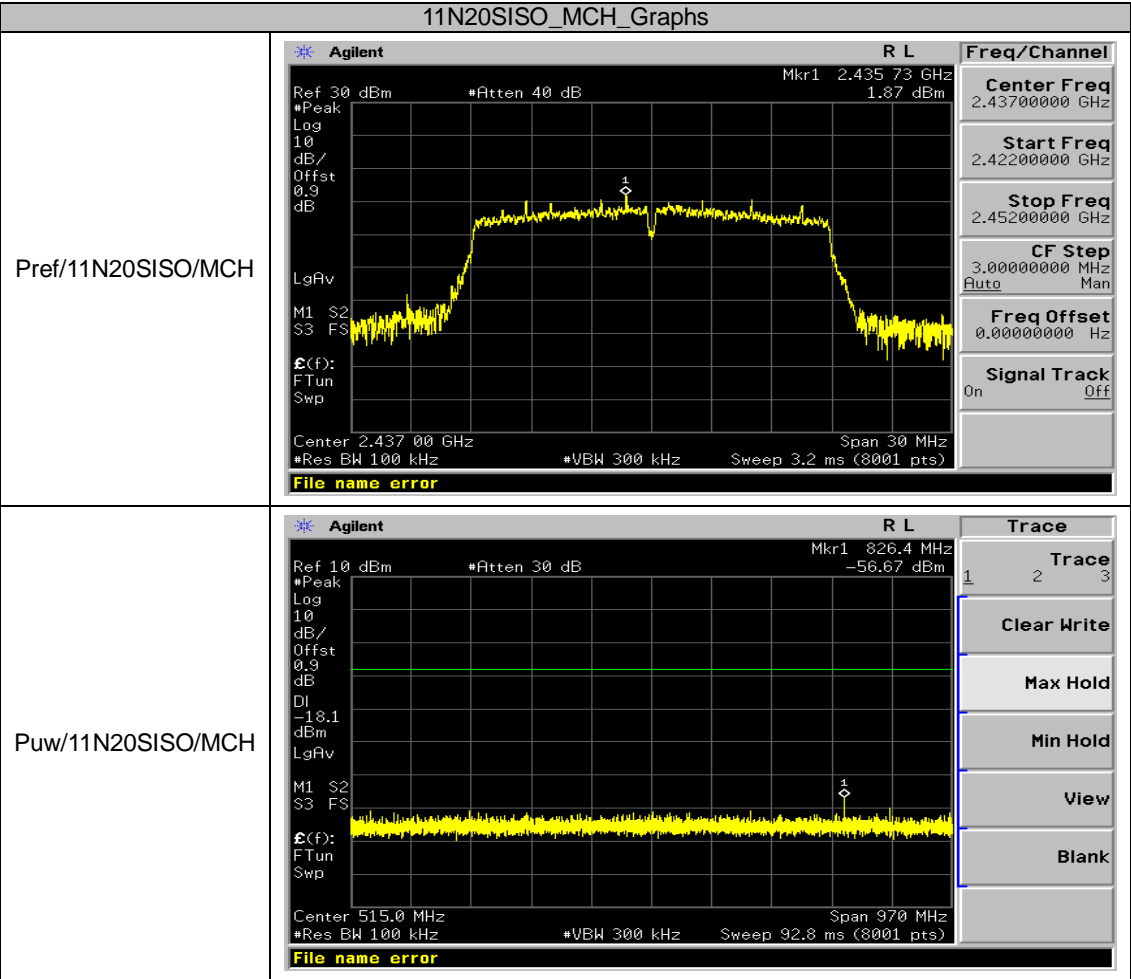 11N20SISO_MCH_Graphs
Pref/11N20SISO/MCH
Agilent R L
Mkr1 2.435 73 GHz
Ref 30 dBm #Atten 40 dB 1.87 dBm
#Peak
Log
10
dB/
Offst
0.9
dB
1
LgAv
M1 S2
S3 FS
£(f):
FTun
Swp
Center 2.437 00 GHz Span 30 MHz
#Res BW 100 kHz #VBW 300 kHz Sweep 3.2 ms (8001 pts)
File name error
Freq/Channel
Center Freq
2.43700000 GHz
Start Freq
2.42200000 GHz
Stop Freq
2.45200000 GHz
CF Step
3.00000000 MHz
Auto Man
Freq Offset
0.00000000 Hz
Signal Track
On Off
Puw/11N20SISO/MCH
Agilent R L
Mkr1 826.4 MHz
Ref 10 dBm #Atten 30 dB -56.67 dBm
#Peak
Log
10
dB/
Offst
0.9
dB
DI
-18.1
dBm
LgAv
1
M1 S2
S3 FS
£(f):
FTun
Swp
Center 515.0 MHz Span 970 MHz
#Res BW 100 kHz #VBW 300 kHz Sweep 92.8 ms (8001 pts)
File name error
Trace
Trace
1 2 3
Clear Write
Max Hold
Min Hold
View
Blank